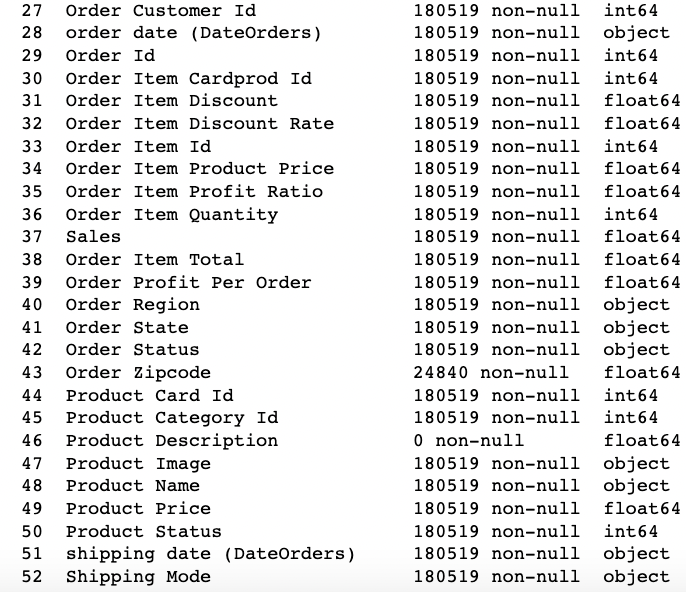 27 Order Customer Id 180519 non-null int64
28 order date (DateOrders) 180519 non-null object
29 Order Id 180519 non-null int64
30 Order Item Cardprod Id 180519 non-null int64
31 Order Item Discount 180519 non-null float64
32 Order Item Discount Rate 180519 non-null float64
33 Order Item Id 180519 non-null int64
34 Order Item Product Price 180519 non-null float64
35 Order Item Profit Ratio 180519 non-null float64
36 Order Item Quantity 180519 non-null int64
37 Sales 180519 non-null float64
38 Order Item Total 180519 non-null float64
39 Order Profit Per Order 180519 non-null float64
40 Order Region 180519 non-null object
41 Order State 180519 non-null object
42 Order Status 180519 non-null object
43 Order Zipcode 24840 non-null float64
44 Product Card Id 180519 non-null int64
45 Product Category Id 180519 non-null int64
46 Product Description 0 non-null float64
47 Product Image 180519 non-null object
48 Product Name 180519 non-null object
49 Product Price 180519 non-null float64
50 Product Status 180519 non-null int64
51 shipping date (DateOrders) 180519 non-null object
52 Shipping Mode 180519 non-null object